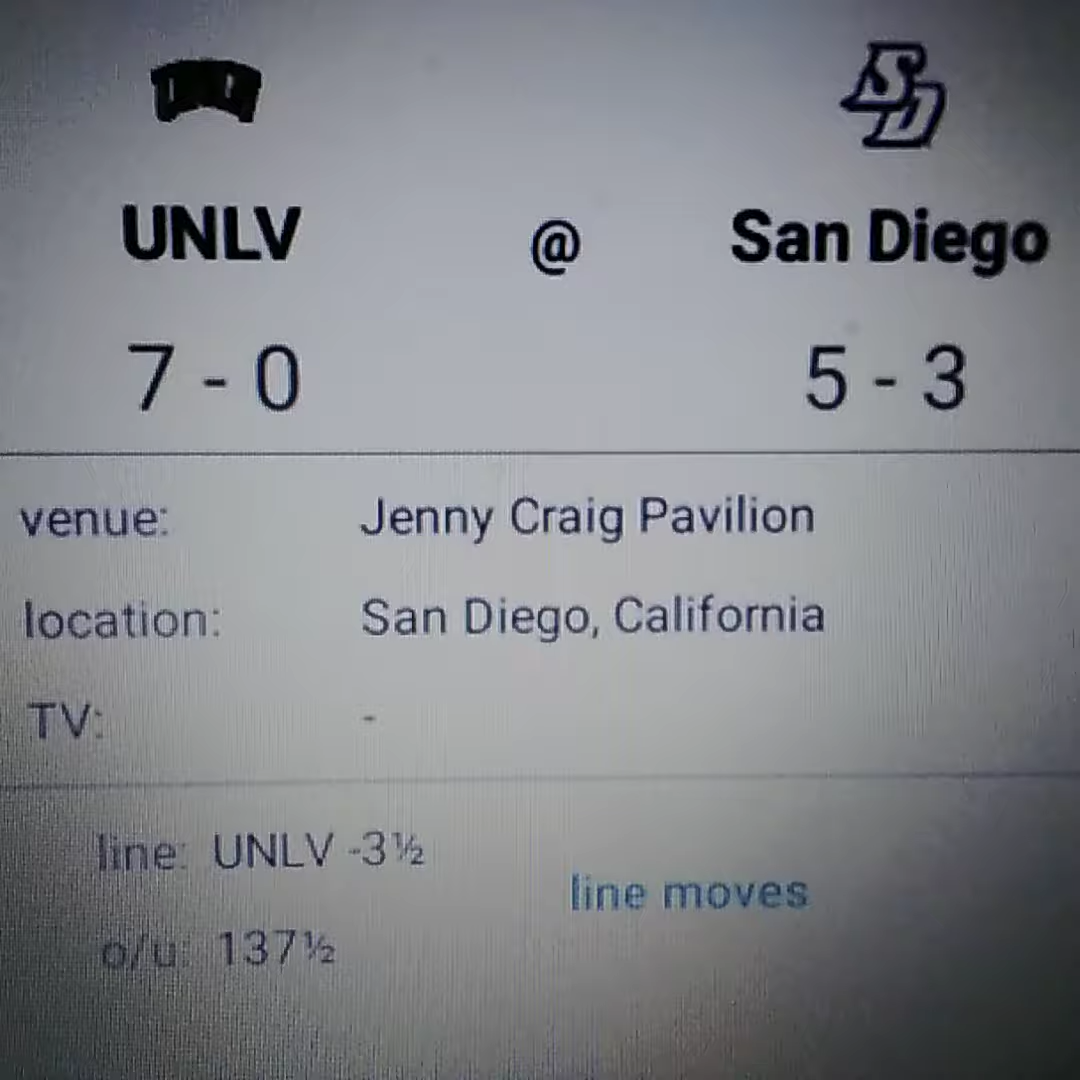 UNLV @ San Diego
7 - 0 5 - 3
venue: Jenny Craig Pavilion
location: San Diego, California
TV: -
line: UNLV -3½
line moves
o/u: 137½